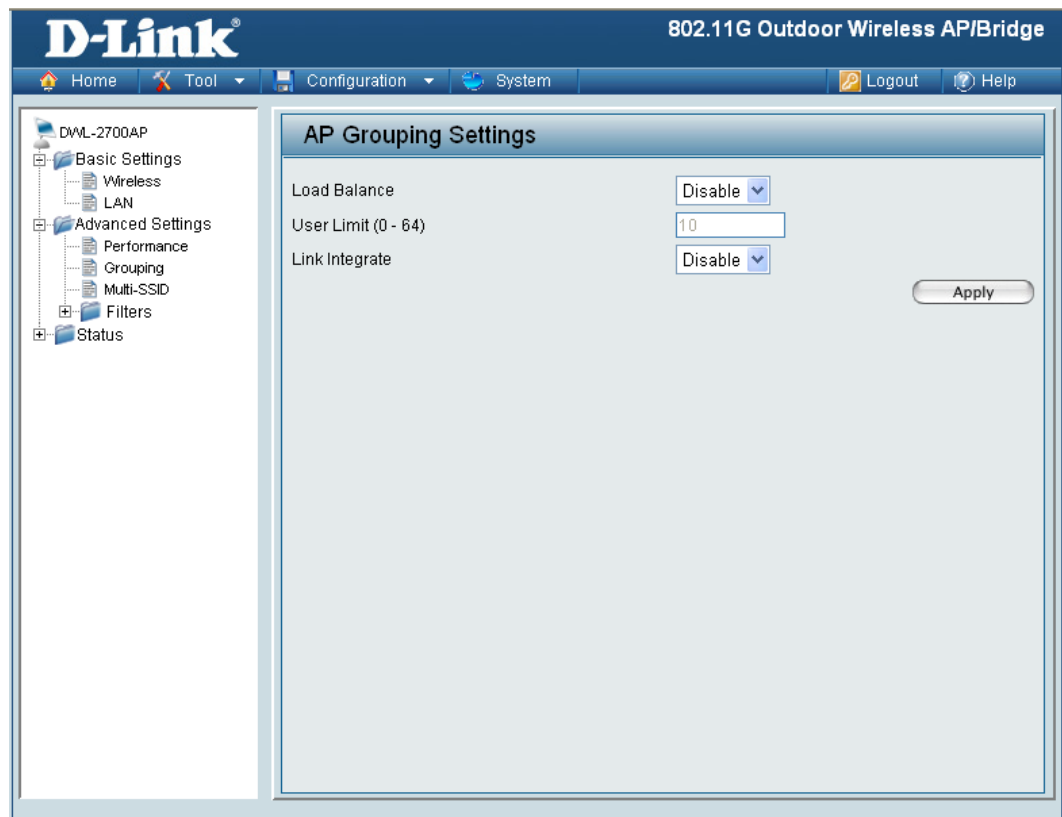 D-Link®
802.11G Outdoor Wireless AP/Bridge
Home
Tool
Configuration
System
Logout
Help
DWL-2700AP
Basic Settings
Wireless
LAN
Advanced Settings
Performance
Grouping
Multi-SSID
Filters
Status
AP Grouping Settings
Load Balance Disable
User Limit (0 - 64) 10
Link Integrate Disable
Apply